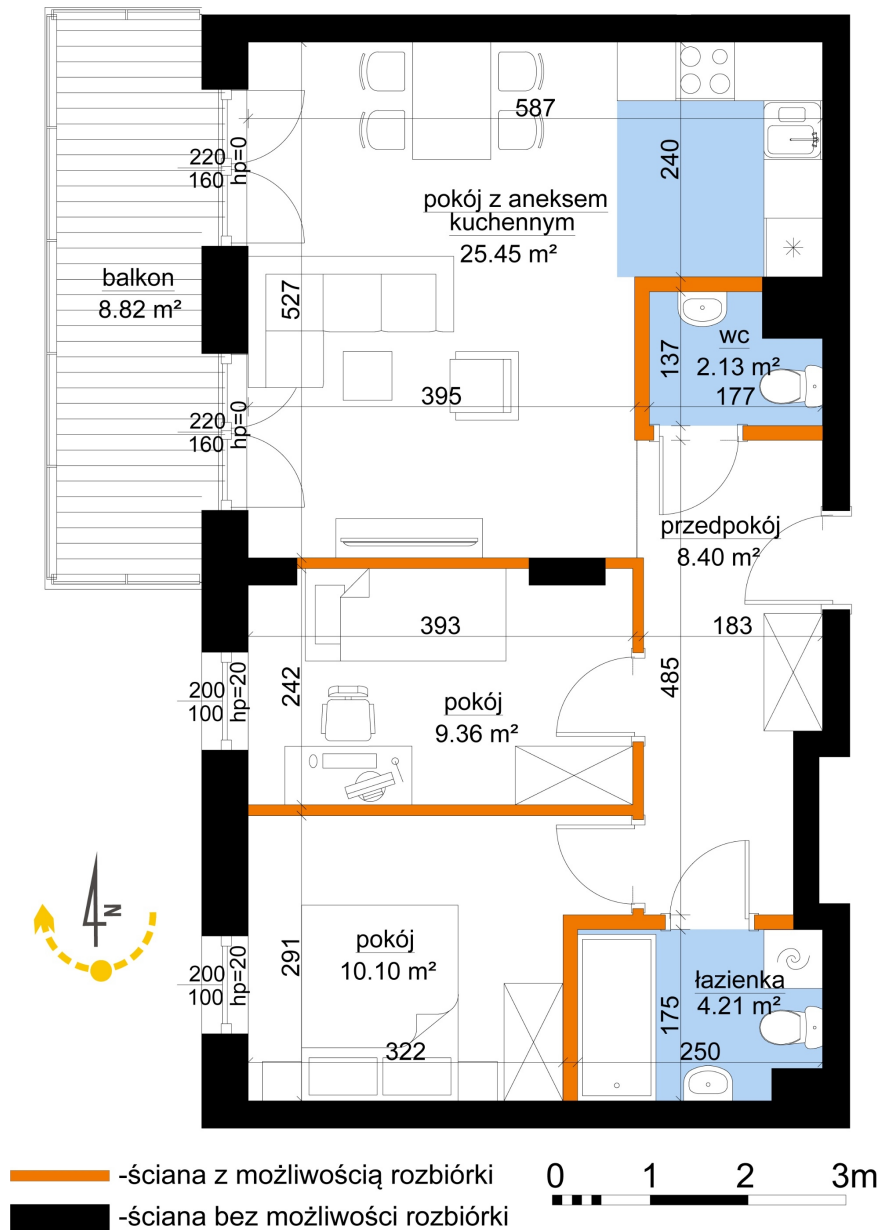 587
220
160
hp=0
240
pokój z aneksem
kuchennym
25.45 m²
balkon
8.82 m²
527
wc
2.13 m²
137
177
395
220
160
hp=0
przedpokój
8.40 m²
393
183
242
485
200
100
hp=20
pokój
9.36 m²
N
291
pokój
10.10 m²
200
100
hp=20
łazienka
4.21 m²
175
322
250
-ściana z możliwością rozbiórki
0 1 2 3m
-ściana bez możliwości rozbiórki